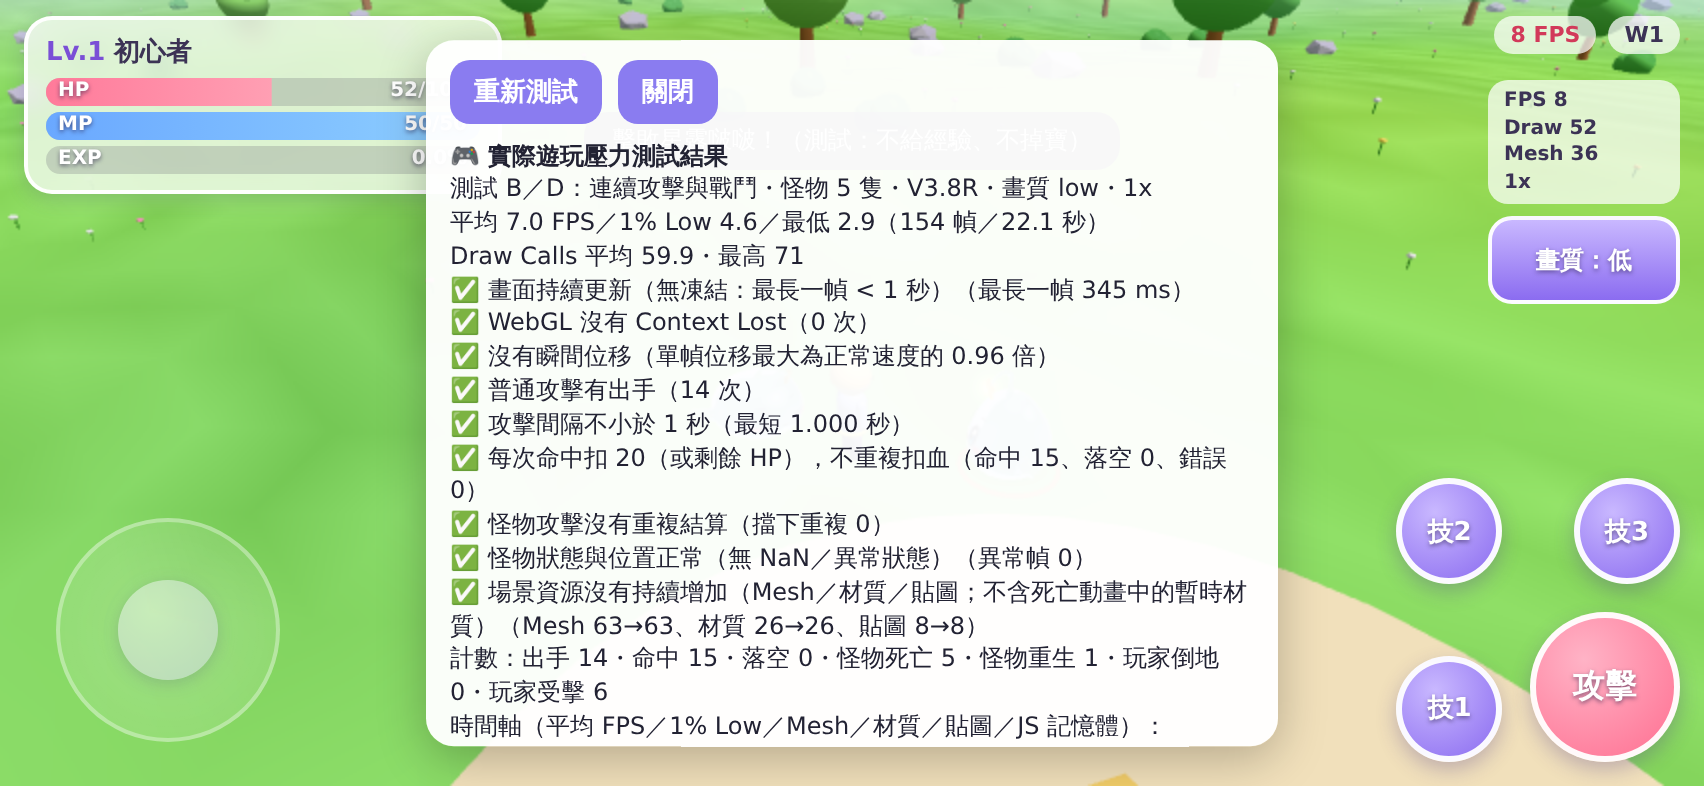 Lv.1 初心者
HP 52/1
MP 50
EXP 0
重新測試
關閉
！（測試：不給經驗、不掉寶）
🎮 實際遊玩壓力測試結果
測試 B／D：連續攻擊與戰鬥・怪物 5 隻・V3.8R・畫質 low・1x
平均 7.0 FPS／1% Low 4.6／最低 2.9（154 幀／22.1 秒）
Draw Calls 平均 59.9・最高 71
✅ 畫面持續更新（無凍結：最長一幀 < 1 秒）（最長一幀 345 ms）
✅ WebGL 沒有 Context Lost（0 次）
✅ 沒有瞬間位移（單幀位移最大為正常速度的 0.96 倍）
✅ 普通攻擊有出手（14 次）
✅ 攻擊間隔不小於 1 秒（最短 1.000 秒）
✅ 每次命中扣 20（或剩餘 HP），不重複扣血（命中 15、落空 0、錯誤
0）
✅ 怪物攻擊沒有重複結算（擋下重複 0）
✅ 怪物狀態與位置正常（無 NaN／異常狀態）（異常幀 0）
✅ 場景資源沒有持續增加（Mesh／材質／貼圖；不含死亡動畫中的暫時材
質）（Mesh 63→63、材質 26→26、貼圖 8→8）
計數：出手 14・命中 15・落空 0・怪物死亡 5・怪物重生 1・玩家倒地
0・玩家受擊 6
時間軸（平均 FPS／1% Low／Mesh／材質／貼圖／JS 記憶體）：
8 FPS
W1
FPS 8
Draw 52
Mesh 36
1x
畫質：低
技2
技3
技1
攻擊